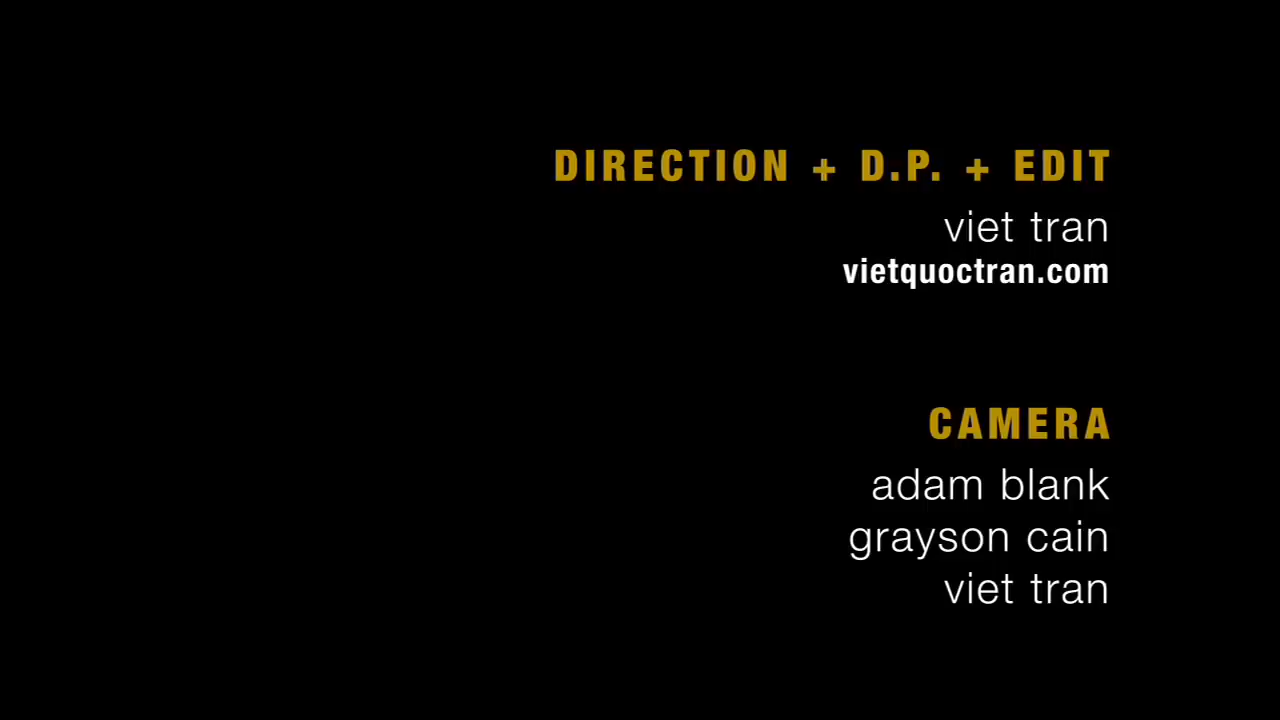 DIRECTION + D.P. + EDIT
viet tran
vietquoctran.com
CAMERA
adam blank
grayson cain
viet tran